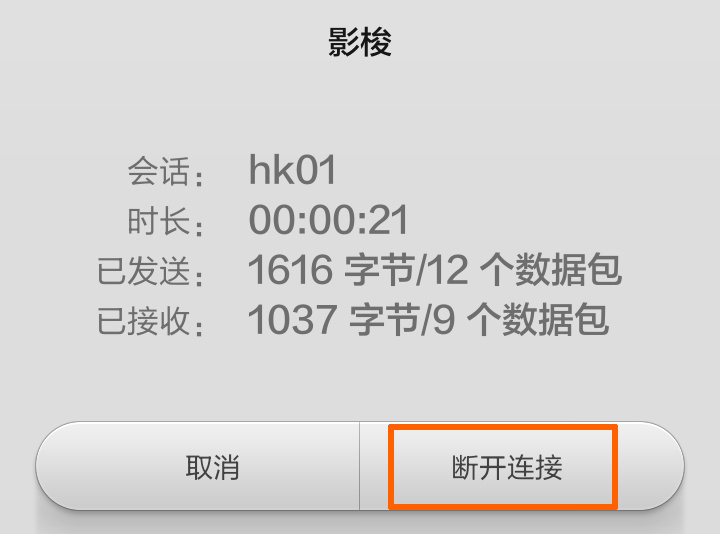 影梭
会话： hk01
时长： 00:00:21
已发送： 1616 字节/12 个数据包
已接收： 1037 字节/9 个数据包
取消 断开连接